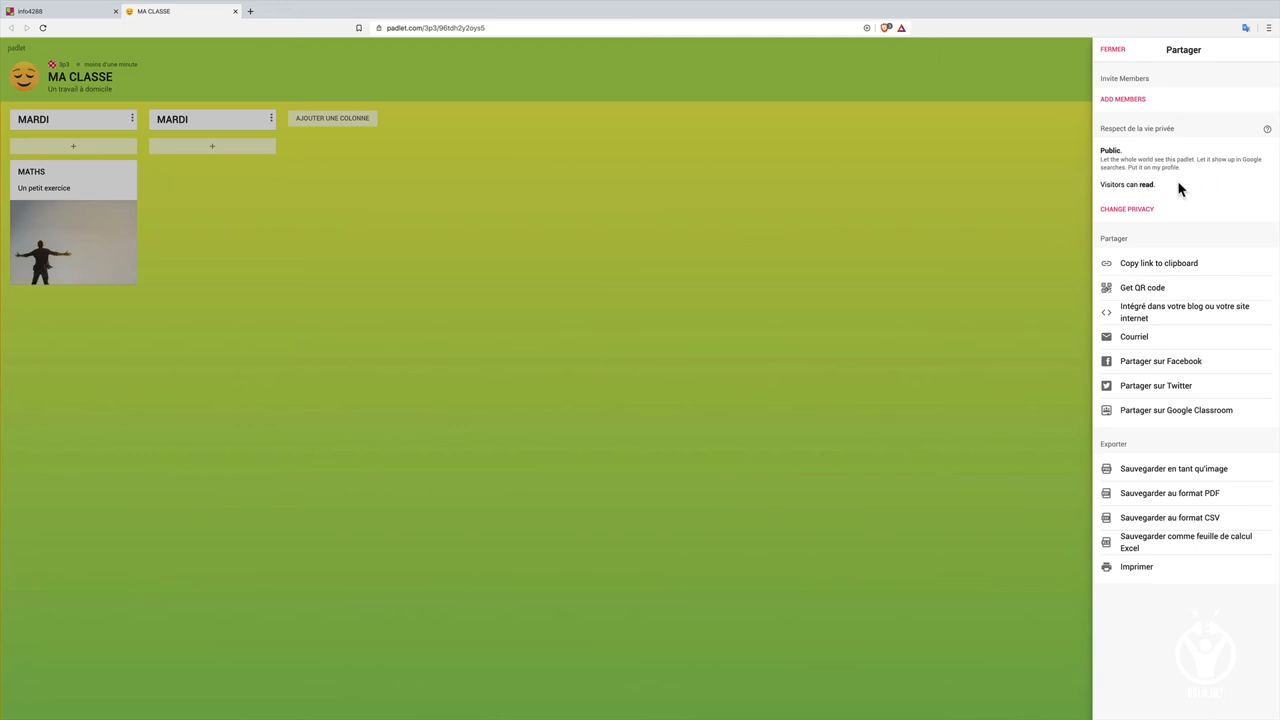 info4288
MA CLASSE
padlet.com/3p3/96tdh2y2oys5
padlet
3p3 moins d'une minute
MA CLASSE
Un travail à domicile
MARDI
MARDI
AJOUTER UNE COLONNE
+
+
MATHS
Un petit exercice
FERMER
Partager
Invite Members
ADD MEMBERS
Respect de la vie privée
Public.
Let the whole world see this padlet. Let it show up in Google
searches. Put it on my profile.
Visitors can read.
CHANGE PRIVACY
Partager
Copy link to clipboard
Get QR code
Intégré dans votre blog ou votre site
internet
Courriel
Partager sur Facebook
Partager sur Twitter
Partager sur Google Classroom
Exporter
Sauvegarder en tant qu'image
Sauvegarder au format PDF
Sauvegarder au format CSV
Sauvegarder comme feuille de calcul
Excel
Imprimer